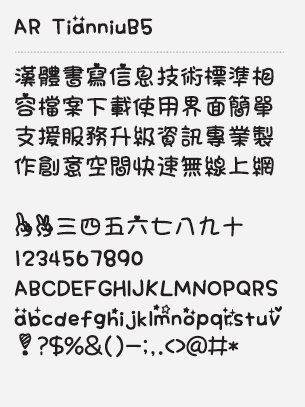 AR TianniuB5
漢體書寫信息技術標準相
容檔案下載使用界面簡單
支援服務升級資訊專業製
作創意空間快速無線上網
三四五六七八九十
1234567890
ABCDEFGHIJKLMNOPQRS
abcdefghijklmnopqrstuv
!?$%&()-;,.<>@#*